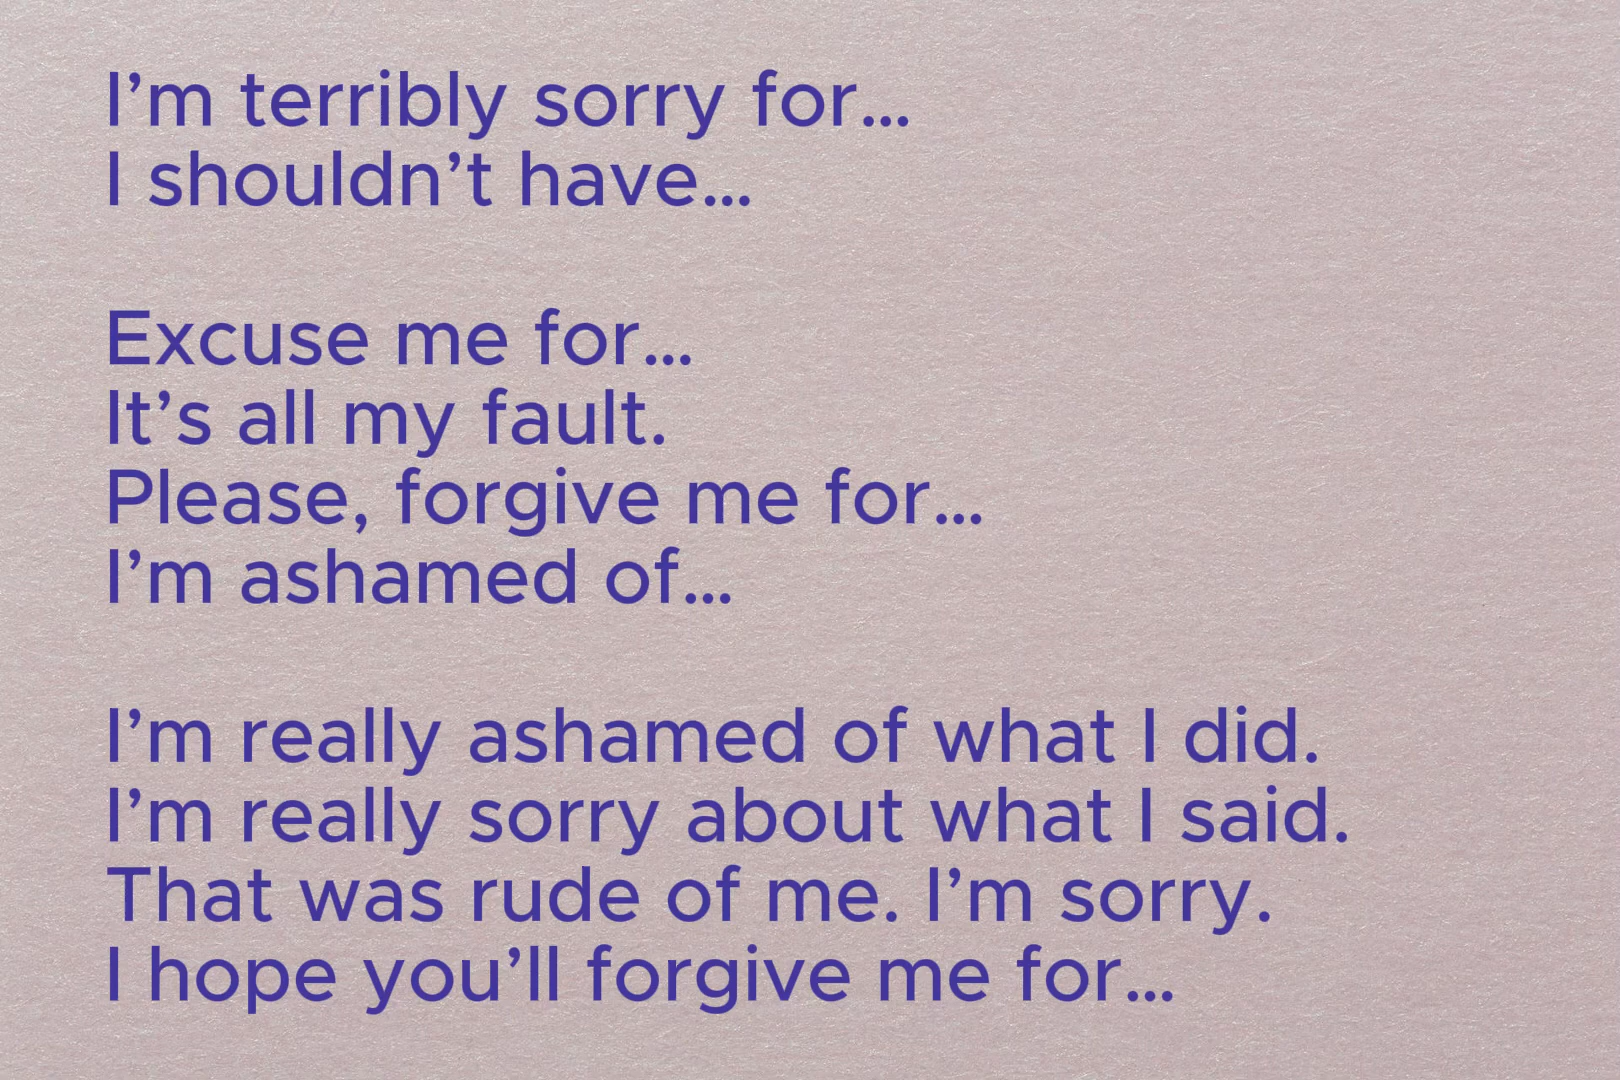 I’m terribly sorry for…
I shouldn’t have…
Excuse me for…
It’s all my fault.
Please, forgive me for…
I’m ashamed of…
I’m really ashamed of what I did.
I’m really sorry about what I said.
That was rude of me. I’m sorry.
I hope you’ll forgive me for…